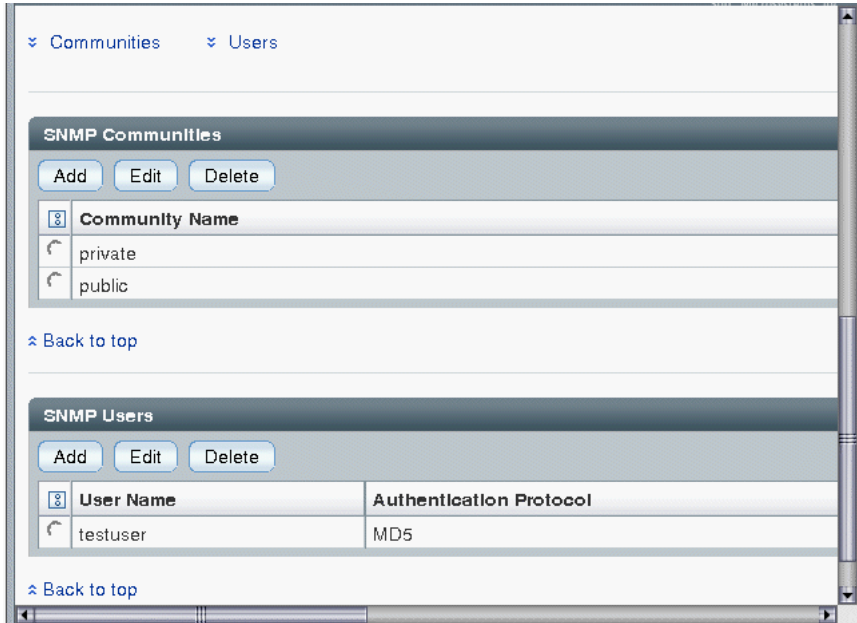 Communities Users
SNMP Communities
Add Edit Delete
Community Name
private
public
Back to top
SNMP Users
Add Edit Delete
User Name Authentication Protocol
testuser MD5
Back to top